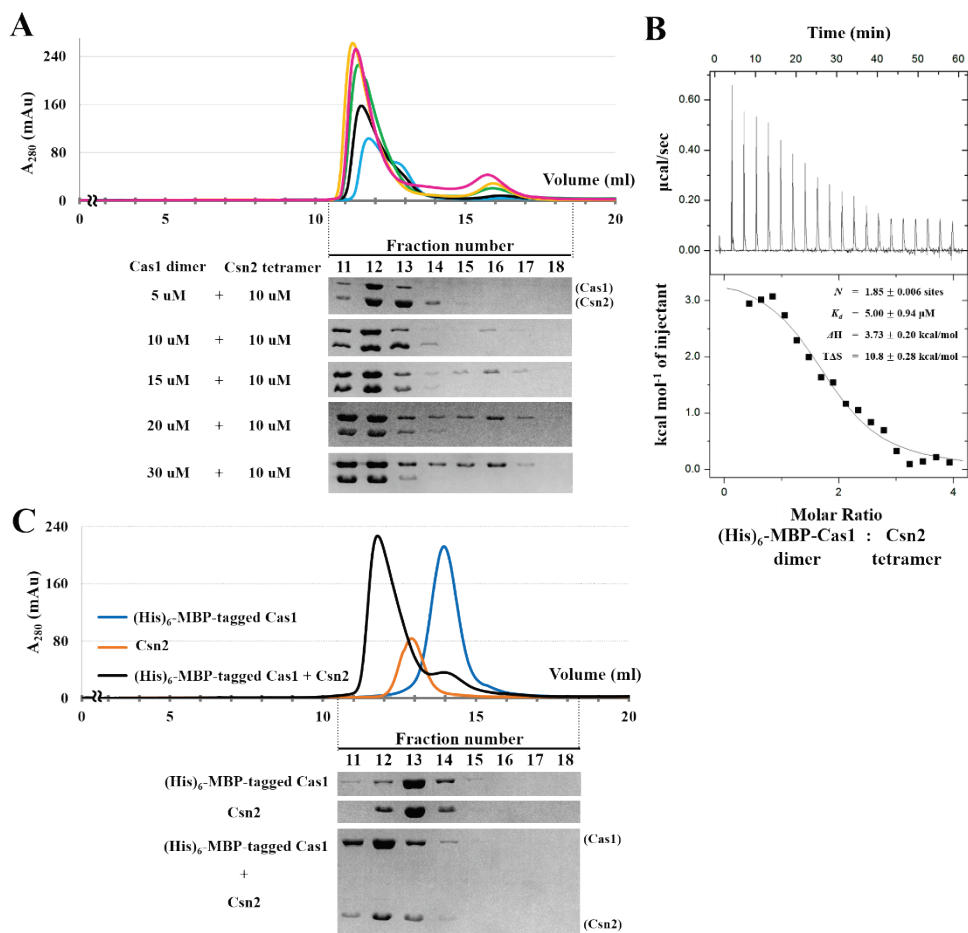 A
240
160
80
0
A280 (mAu)
Volume (ml)
0 5 10 15 20
Fraction number
Cas1 dimer Csn2 tetramer 11 12 13 14 15 16 17 18
5 uM + 10 uM (Cas1)
(Csn2)
10 uM + 10 uM
15 uM + 10 uM
20 uM + 10 uM
30 uM + 10 uM
B
Time (min)
0 10 20 30 40 50 60
0.60
0.40
0.20
0.00
µcal/sec
N = 1.85 ± 0.006 sites
Kd = 5.00 ± 0.94 µM
ΔH = 3.73 ± 0.20 kcal/mol
TΔS = 10.8 ± 0.28 kcal/mol
3.0
2.0
1.0
0.0
kcal mol-1 of injectant
0 2 4
Molar Ratio
(His)6-MBP-Cas1 : Csn2
dimer tetramer
C
240
160
80
0
A280 (mAu)
(His)6-MBP-tagged Cas1
Csn2
(His)6-MBP-tagged Cas1 + Csn2
Volume (ml)
0 5 10 15 20
Fraction number
11 12 13 14 15 16 17 18
(His)6-MBP-tagged Cas1
Csn2
(His)6-MBP-tagged Cas1 (Cas1)
+
Csn2
(Csn2)